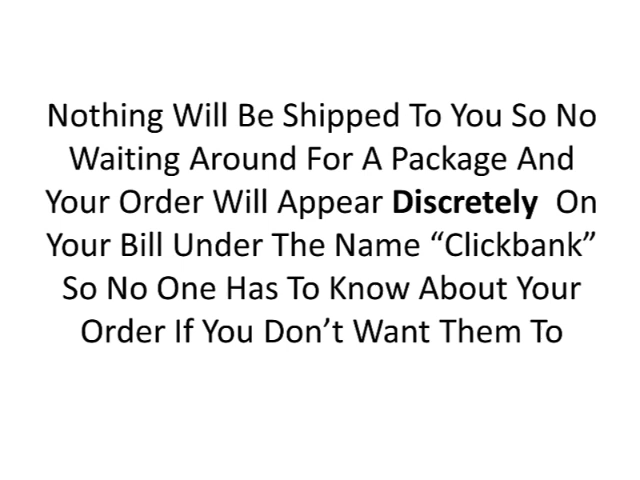 Nothing Will Be Shipped To You So No
Waiting Around For A Package And
Your Order Will Appear Discretely On
Your Bill Under The Name “Clickbank”
So No One Has To Know About Your
Order If You Don’t Want Them To